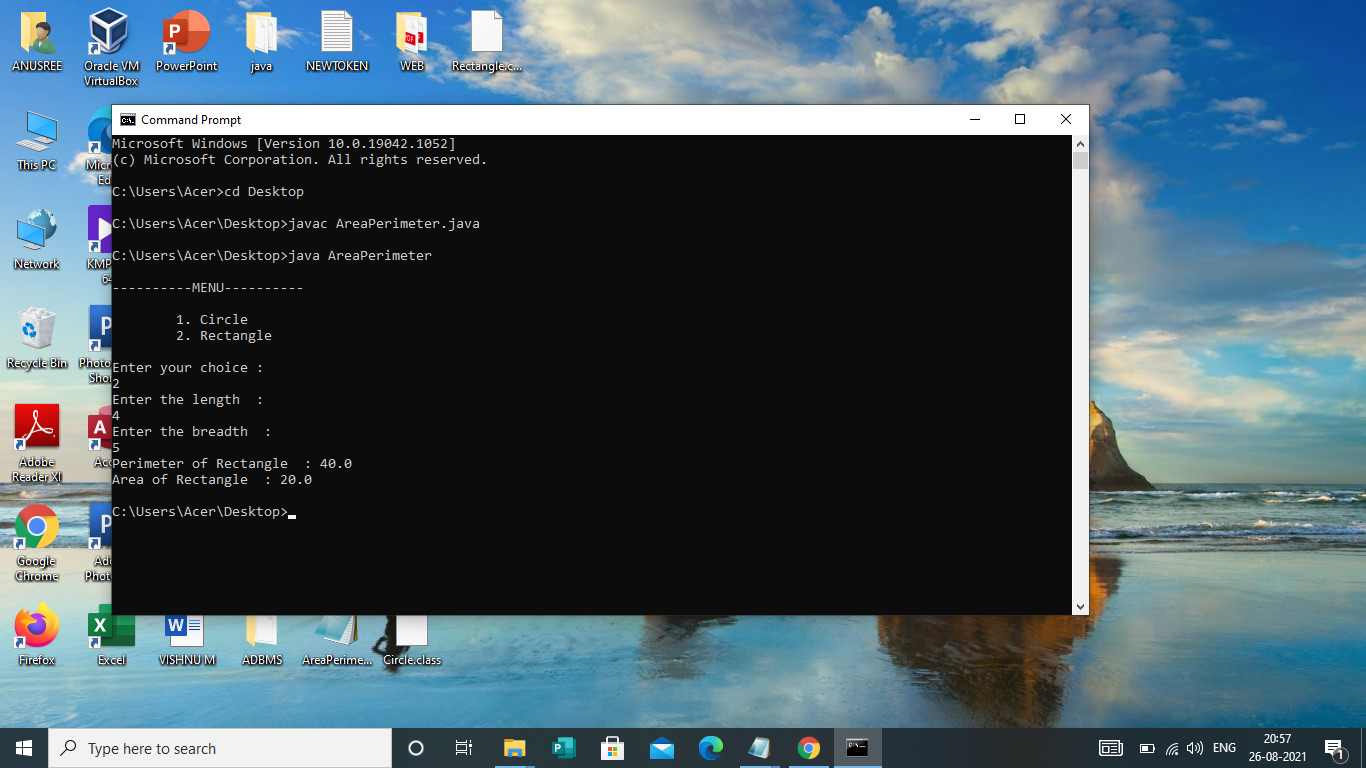 ANUSREE
Oracle VM
VirtualBox
PowerPoint
java
NEWTOKEN
WEB
Rectangle.c...
This PC
Micr
Ed
Network
KMP
64
Recycle Bin
Photo
Sho
Adobe
Reader XI
Acc
Google
Chrome
Ado
Phot
Firefox
Excel
VISHNU M
ADBMS
AreaPerime...
Circle.class
Command Prompt
Microsoft Windows [Version 10.0.19042.1052]
(c) Microsoft Corporation. All rights reserved.
C:\Users\Acer>cd Desktop
C:\Users\Acer\Desktop>javac AreaPerimeter.java
C:\Users\Acer\Desktop>java AreaPerimeter
----------MENU----------
1. Circle
2. Rectangle
Enter your choice :
2
Enter the length  :
4
Enter the breadth  :
5
Perimeter of Rectangle  : 40.0
Area of Rectangle  : 20.0
C:\Users\Acer\Desktop>
Type here to search
ENG
20:57
26-08-2021
1